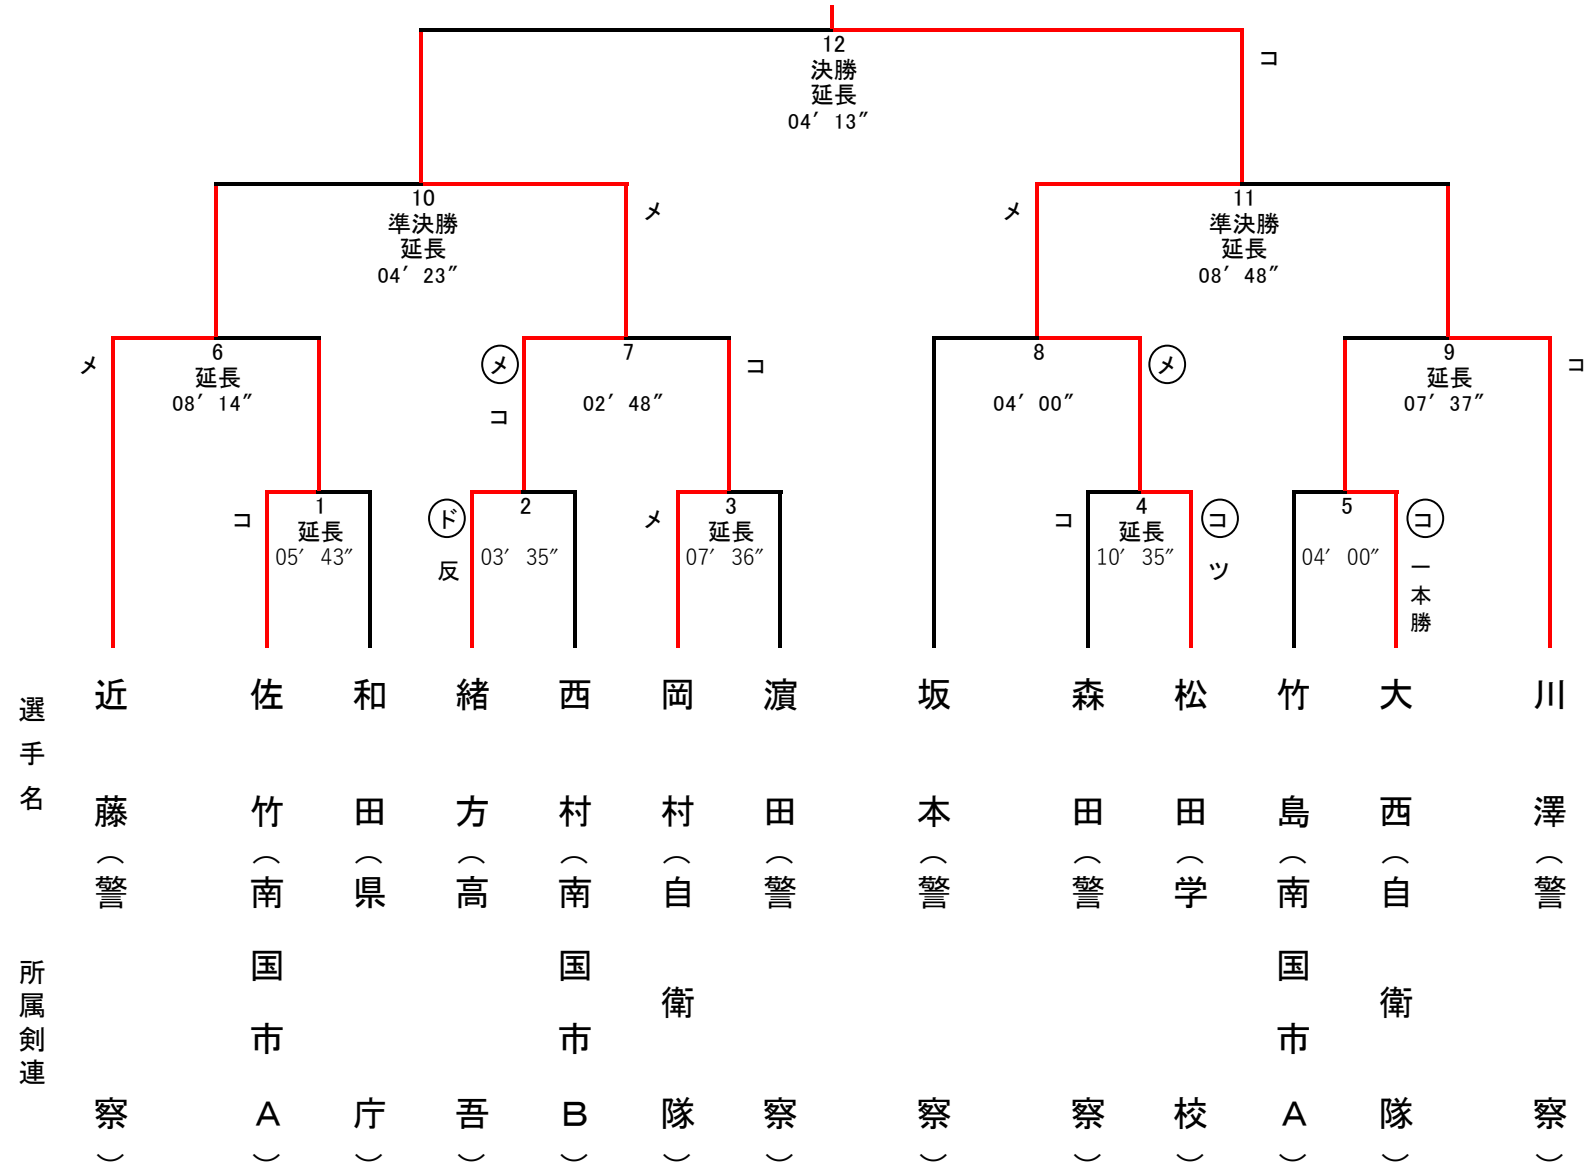 12
決勝
延長
04′ 13″
コ
10
準決勝
延長
04′ 23″
メ
メ
11
準決勝
延長
08′ 48″
メ
6
延長
08′ 14″
メ
コ
7
02′ 48″
コ
8
04′ 00″
メ
9
延長
07′ 37″
コ
コ
1
延長
05′ 43″
ド
反
2
03′ 35″
メ
3
延長
07′ 36″
コ
4
延長
10′ 35″
コ
ツ
5
04′ 00″
コ
一本勝
選手名
所属剣連
近藤（警察）
佐竹（南国市A）
和田（県庁）
緒方（高吾）
西村（南国市B）
岡村（自衛隊）
濵田（警察）
坂本（警察）
森田（警察）
松田（学校）
竹島（南国市A）
大西（自衛隊）
川澤（警察）